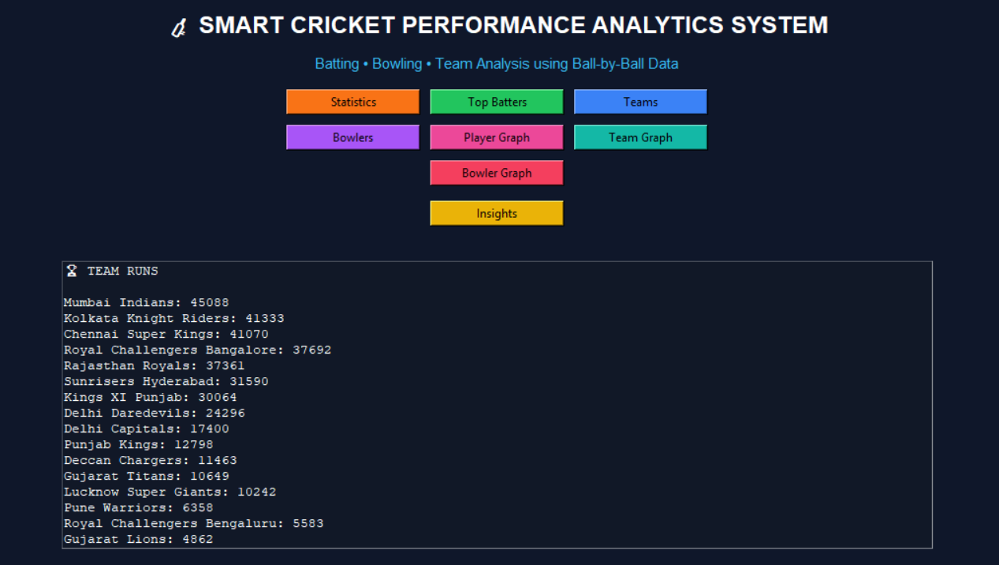 SMART CRICKET PERFORMANCE ANALYTICS SYSTEM
Batting • Bowling • Team Analysis using Ball-by-Ball Data
Statistics Top Batters Teams
Bowlers Player Graph Team Graph
Bowler Graph
Insights
🏆 TEAM RUNS
Mumbai Indians: 45088
Kolkata Knight Riders: 41333
Chennai Super Kings: 41070
Royal Challengers Bangalore: 37692
Rajasthan Royals: 37361
Sunrisers Hyderabad: 31590
Kings XI Punjab: 30064
Delhi Daredevils: 24296
Delhi Capitals: 17400
Punjab Kings: 12798
Deccan Chargers: 11463
Gujarat Titans: 10649
Lucknow Super Giants: 10242
Pune Warriors: 6358
Royal Challengers Bengaluru: 5583
Gujarat Lions: 4862